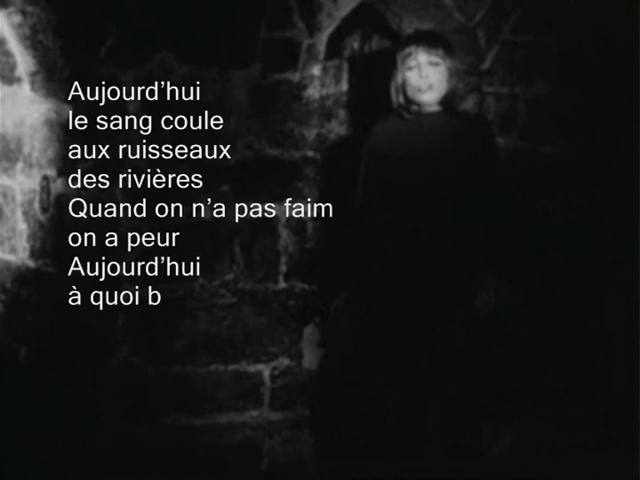 Aujourd’hui
le sang coule
aux ruisseaux
des rivières
Quand on n’a pas faim
on a peur
Aujourd’hui
à quoi b